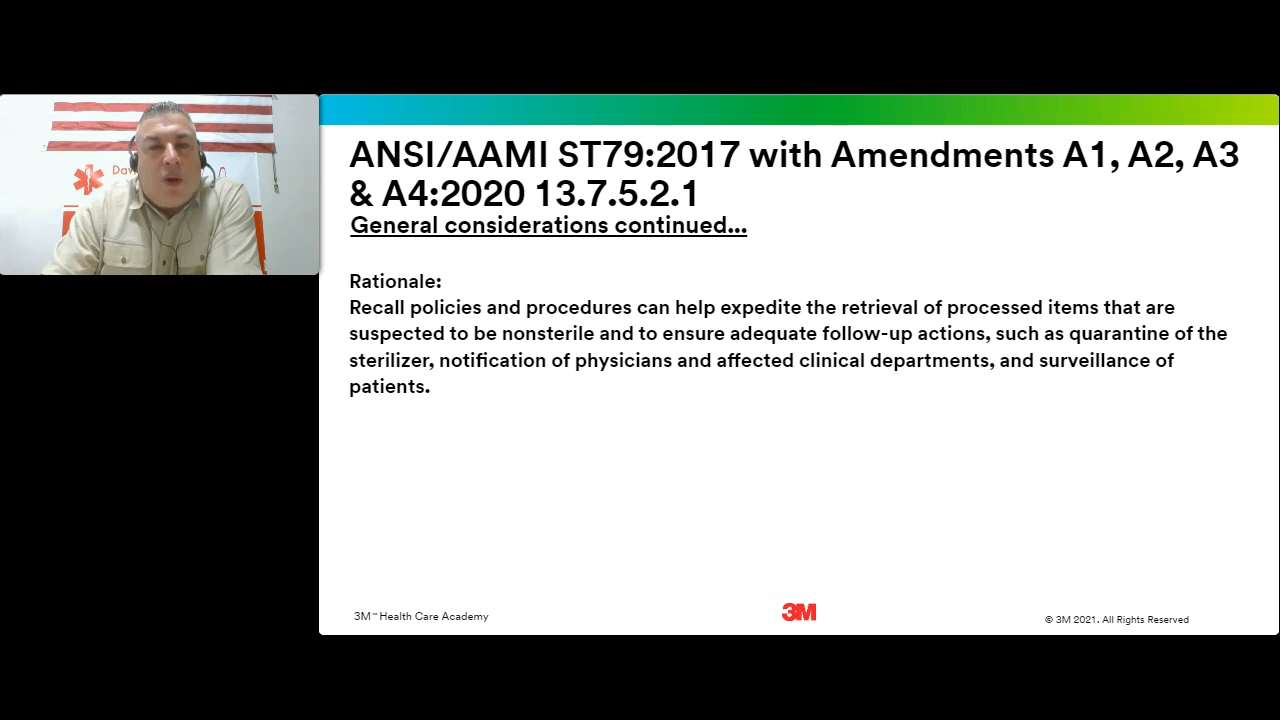 Dav
ANSI/AAMI ST79:2017 with Amendments A1, A2, A3
& A4:2020 13.7.5.2.1
General considerations continued...
Rationale:
Recall policies and procedures can help expedite the retrieval of processed items that are
suspected to be nonsterile and to ensure adequate follow-up actions, such as quarantine of the
sterilizer, notification of physicians and affected clinical departments, and surveillance of
patients.
3M™ Health Care Academy
3M
© 3M 2021. All Rights Reserved